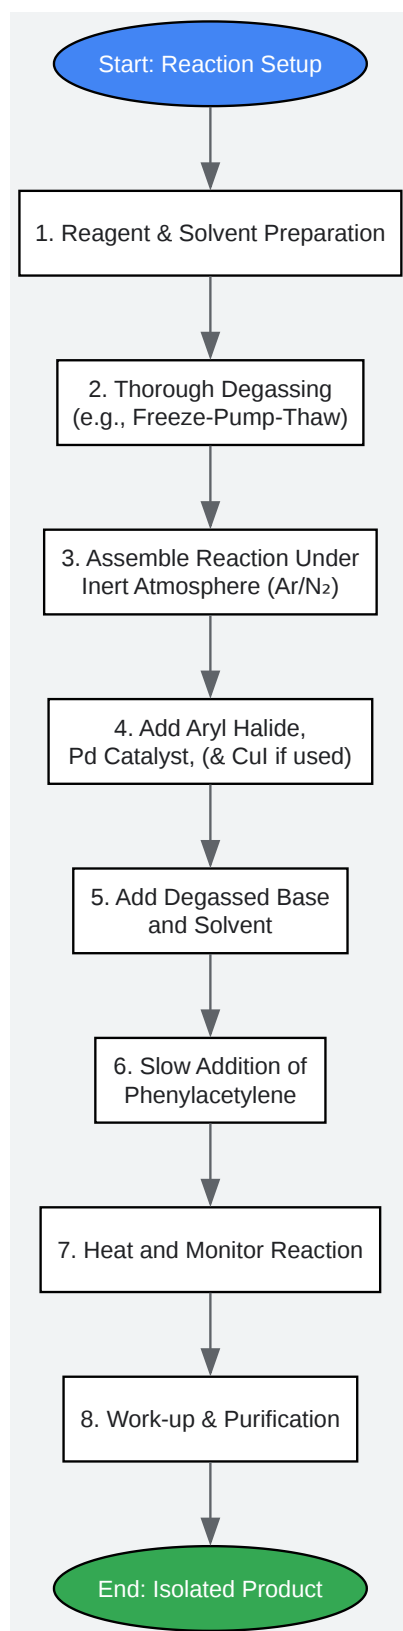 Start: Reaction Setup
1. Reagent & Solvent Preparation
2. Thorough Degassing
(e.g., Freeze-Pump-Thaw)
3. Assemble Reaction Under
Inert Atmosphere (Ar/N₂)
4. Add Aryl Halide,
Pd Catalyst, (& CuI if used)
5. Add Degassed Base
and Solvent
6. Slow Addition of
Phenylacetylene
7. Heat and Monitor Reaction
8. Work-up & Purification
End: Isolated Product